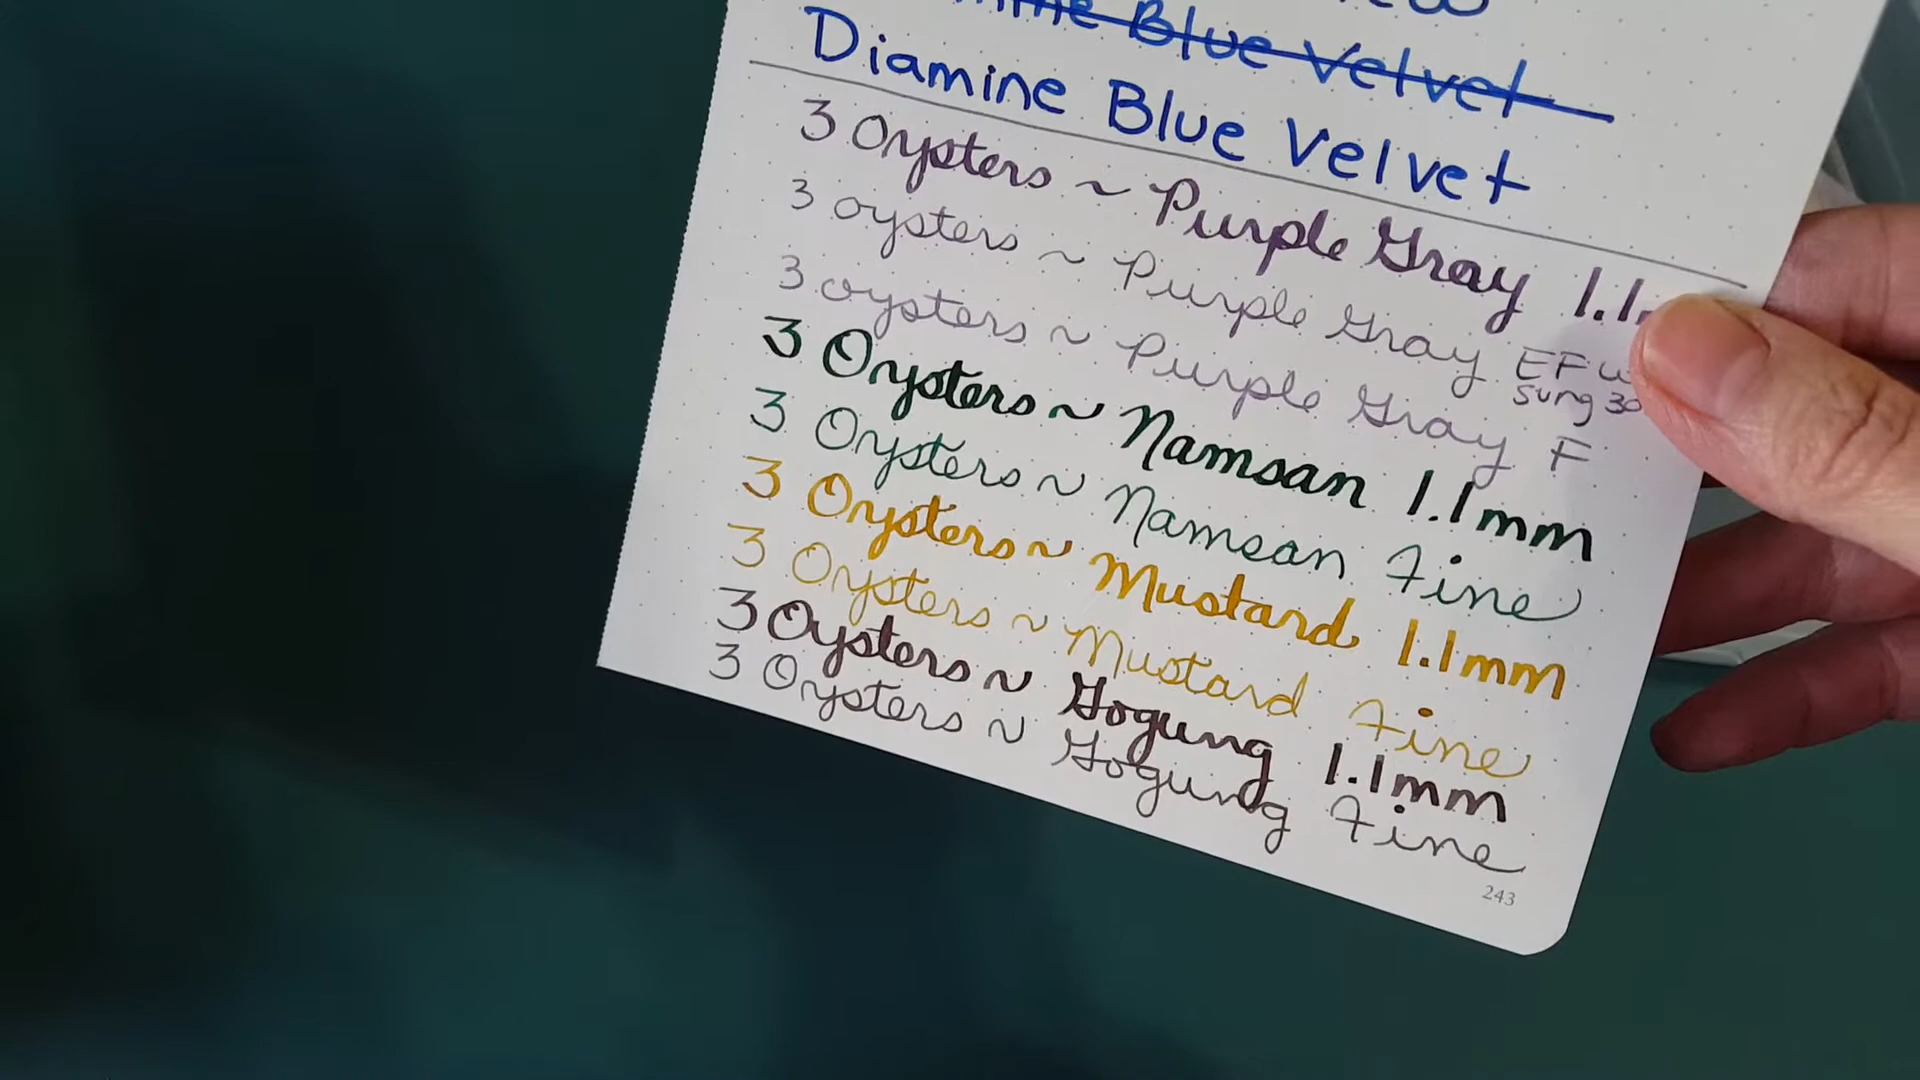 Blue Velvet
Diamine Blue Velvet
3 Oysters ~ Purple Gray 1.1
3 oysters ~ Purple Gray EF
Sung 30
3 oysters ~ Purple Gray F
3 Oysters ~ Namsan 1.1mm
3 Oysters ~ Namsan Fine
3 Oysters ~ Mustard 1.1mm
3 Oysters ~ Mustard Fine
3 Oysters ~ Gogung 1.1mm
3 Oysters ~ Gogung Fine
243